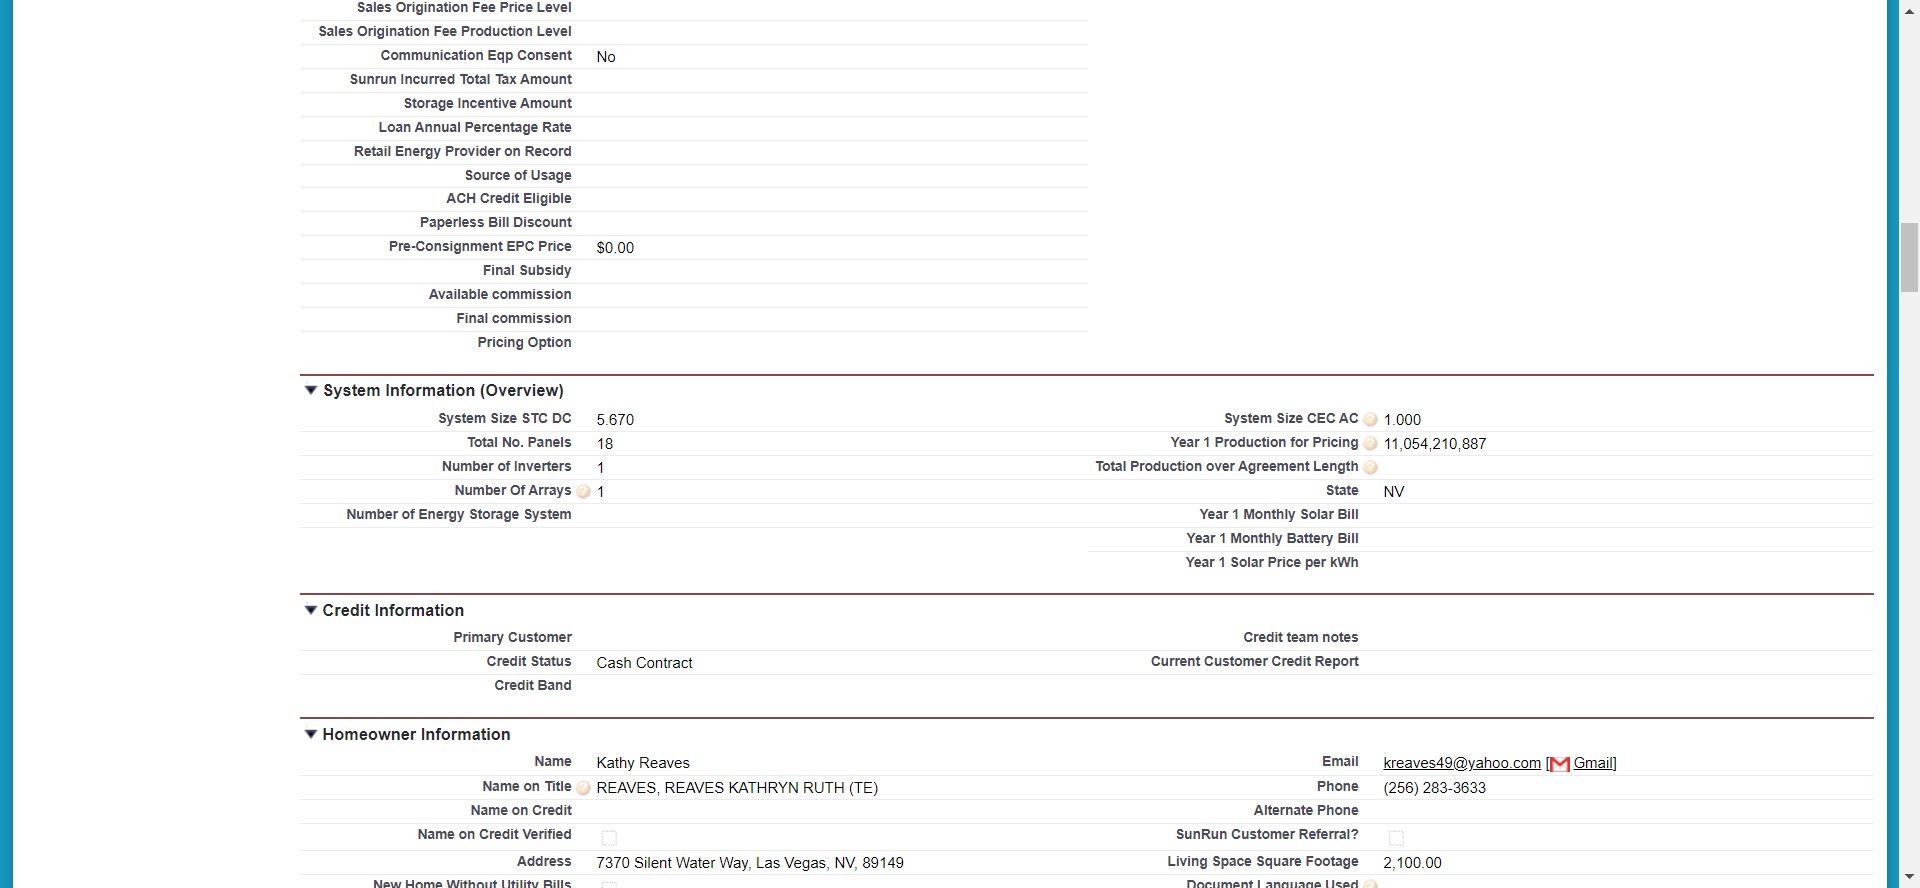 Sales Origination Fee Price Level
Sales Origination Fee Production Level
Communication Eqp Consent No
Sunrun Incurred Total Tax Amount
Storage Incentive Amount
Loan Annual Percentage Rate
Retail Energy Provider on Record
Source of Usage
ACH Credit Eligible
Paperless Bill Discount
Pre-Consignment EPC Price $0.00
Final Subsidy
Available commission
Final commission
Pricing Option
System Information (Overview)
System Size STC DC 5.670 System Size CEC AC ? 1.000
Total No. Panels 18 Year 1 Production for Pricing ? 11,054,210,887
Number of Inverters 1 Total Production over Agreement Length ?
Number Of Arrays ? 1 State NV
Number of Energy Storage System Year 1 Monthly Solar Bill
Year 1 Monthly Battery Bill
Year 1 Solar Price per kWh
Credit Information
Primary Customer Credit team notes
Credit Status Cash Contract Current Customer Credit Report
Credit Band
Homeowner Information
Name Kathy Reaves Email kreaves49@yahoo.com [M Gmail]
Name on Title ? REAVES, REAVES KATHRYN RUTH (TE) Phone (256) 283-3633
Name on Credit Alternate Phone
Name on Credit Verified SunRun Customer Referral?
Address 7370 Silent Water Way, Las Vegas, NV, 89149 Living Space Square Footage 2,100.00
New Home Without Utility Bills Document Language Used ?